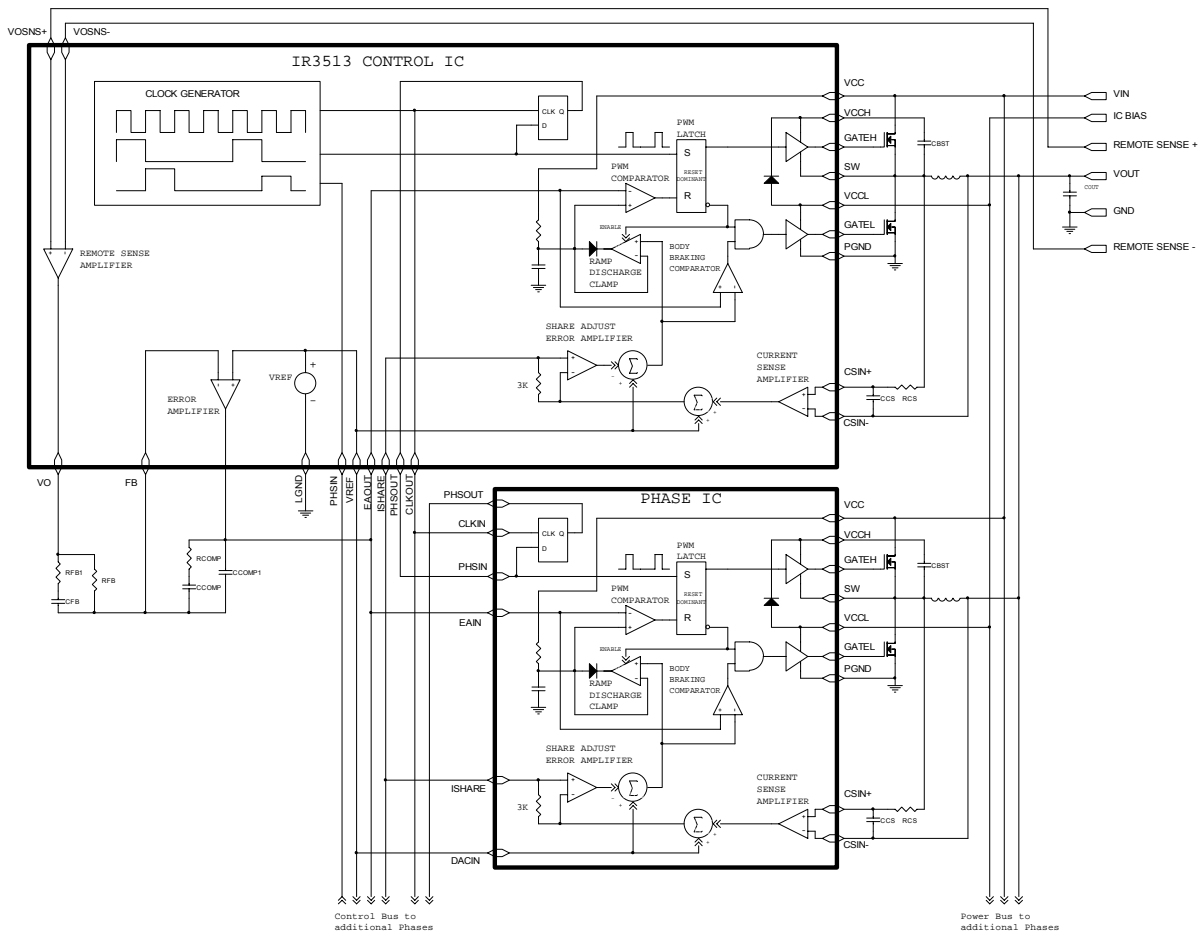 VOSNS+
VOSNS-
IR3513 CONTROL IC
CLOCK GENERATOR
CLK Q
D
PWM
LATCH
S
RESET
DOMINANT
R
PWM
COMPARATOR
-
+
ENABLE
RAMP
DISCHARGE
CLAMP
+
-
BODY
BRAKING
COMPARATOR
+
-
REMOTE SENSE
AMPLIFIER
+
-
SHARE ADJUST
ERROR AMPLIFIER
+
-
3K
Σ
-
+
Σ
+
+
CURRENT
SENSE
AMPLIFIER
+
-
ERROR
AMPLIFIER
-
+
VREF
+
-
VCC
VCCH
GATEH
SW
VCCL
GATEL
PGND
CSIN+
CSIN-
CBST
CCS
RCS
COUT
VIN
IC BIAS
REMOTE SENSE +
VOUT
GND
REMOTE SENSE -
VO
FB
LGND
PHSIN
VREF
EAOUT
ISHARE
PHSOUT
CLKOUT
RFB1
RFB
CFB
RCOMP
CCOMP
CCOMP1
PHASE IC
PHSOUT
CLKIN
PHSIN
EAIN
ISHARE
DACIN
CLK Q
D
PWM
LATCH
S
RESET
DOMINANT
R
PWM
COMPARATOR
-
+
ENABLE
RAMP
DISCHARGE
CLAMP
+
-
BODY
BRAKING
COMPARATOR
+
-
SHARE ADJUST
ERROR AMPLIFIER
+
-
3K
Σ
-
+
Σ
+
+
CURRENT
SENSE
AMPLIFIER
+
-
VCC
VCCH
GATEH
SW
VCCL
GATEL
PGND
CSIN+
CSIN-
CBST
CCS
RCS
Control Bus to
additional Phases
Power Bus to
additional Phases